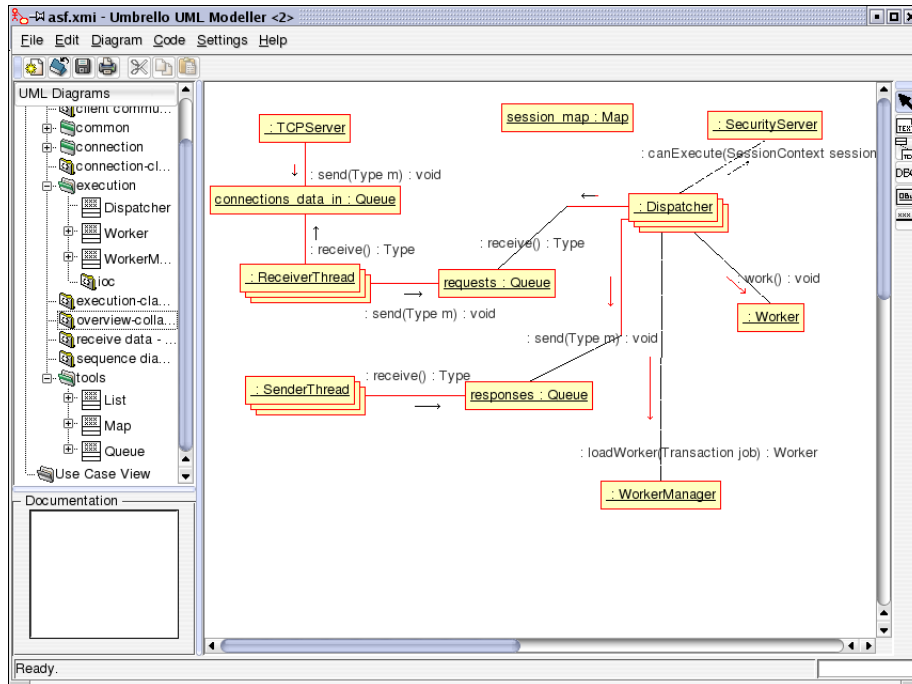 asf.xmi - Umbrello UML Modeller <2>
File Edit Diagram Code Settings Help
UML Diagrams
client commu...
common
connection
connection-cl...
execution
Dispatcher
Worker
WorkerM...
ioc
execution-cla...
overview-colla...
receive data - ...
sequence dia...
tools
List
Map
Queue
Use Case View
Documentation
: TCPServer
session_map : Map
: SecurityServer
: canExecute(SessionContext session
: send(Type m) : void
connections_data_in : Queue
: Dispatcher
: receive() : Type
: receive() : Type
: ReceiverThread
requests : Queue
: work() : void
: send(Type m) : void
: Worker
: send(Type m) : void
: receive() : Type
: SenderThread
responses : Queue
: loadWorker(Transaction job) : Worker
: WorkerManager
TEXT
Ready.